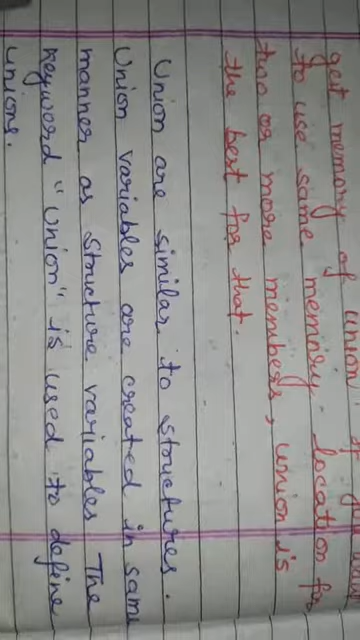 get memory of union. If you want
to use same memory location for
two or more members, union is
the best for that.
Union are similar to structures.
Union variables are created in same
manner as structure variables. The
keyword "union" is used to define
unions.